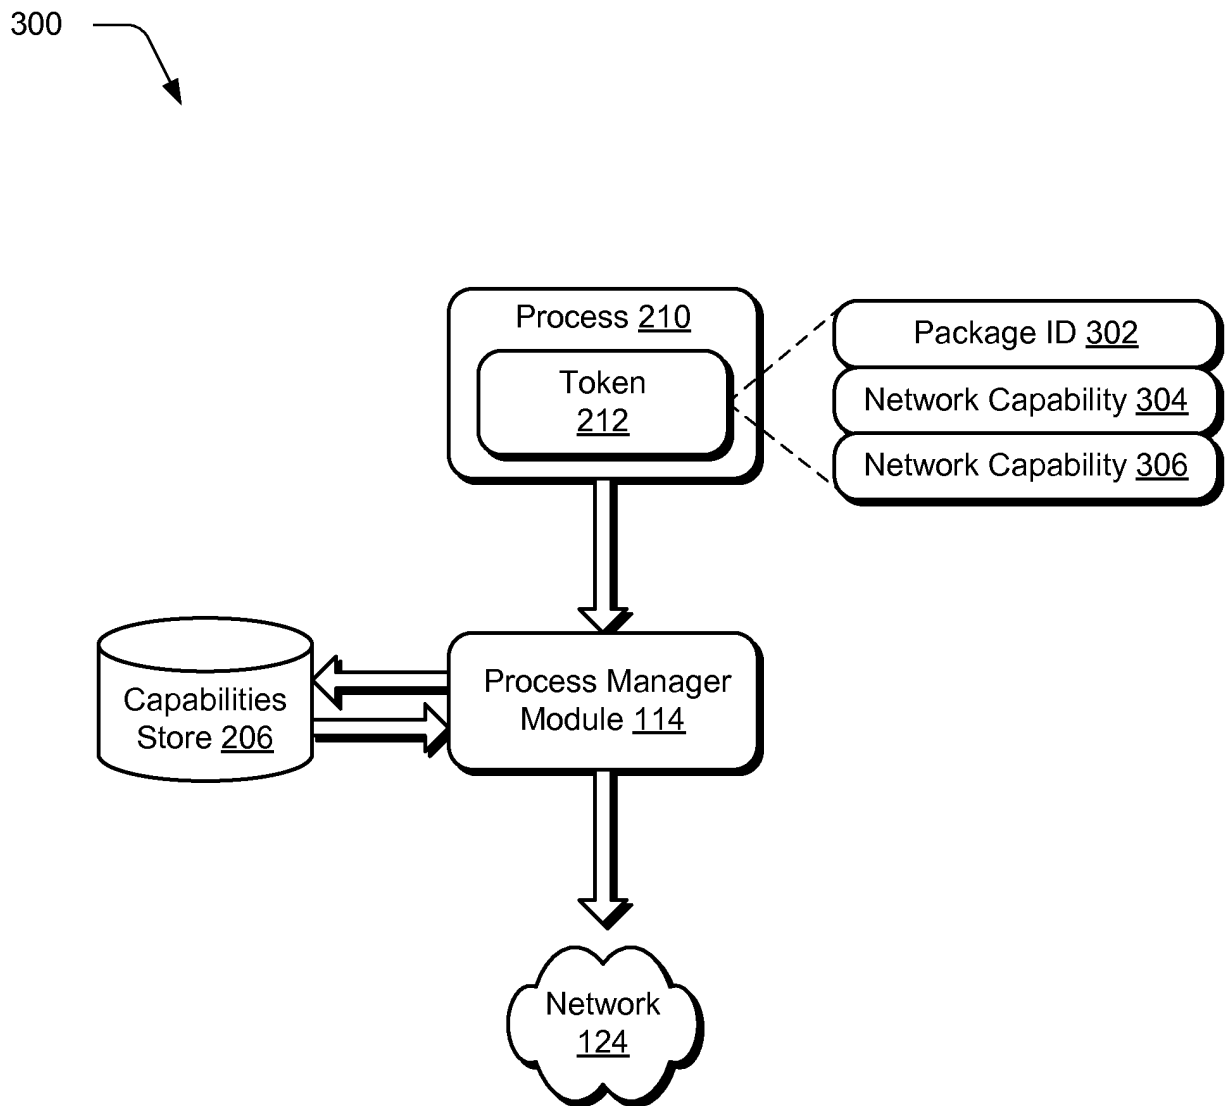 300
Process 210
Token
212
Package ID 302
Network Capability 304
Network Capability 306
Capabilities
Store 206
Process Manager
Module 114
Network
124